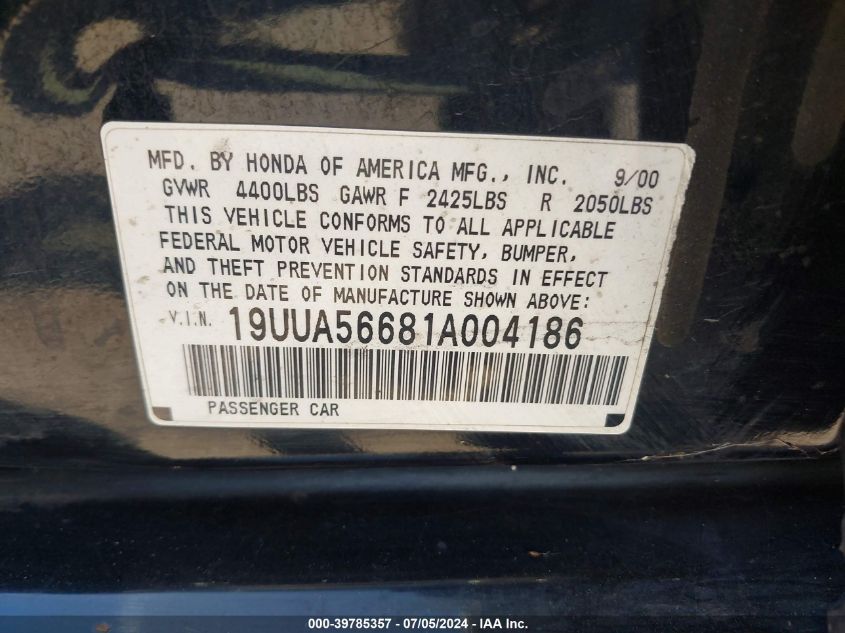 MFD. BY HONDA OF AMERICA MFG., INC. 9/00
GVWR 4400LBS GAWR F 2425LBS R 2050LBS
THIS VEHICLE CONFORMS TO ALL APPLICABLE
FEDERAL MOTOR VEHICLE SAFETY, BUMPER,
AND THEFT PREVENTION STANDARDS IN EFFECT
ON THE DATE OF MANUFACTURE SHOWN ABOVE:
V.I.N. 19UUA56681A004186
PASSENGER CAR
000-39785357 - 07/05/2024 - IAA Inc.